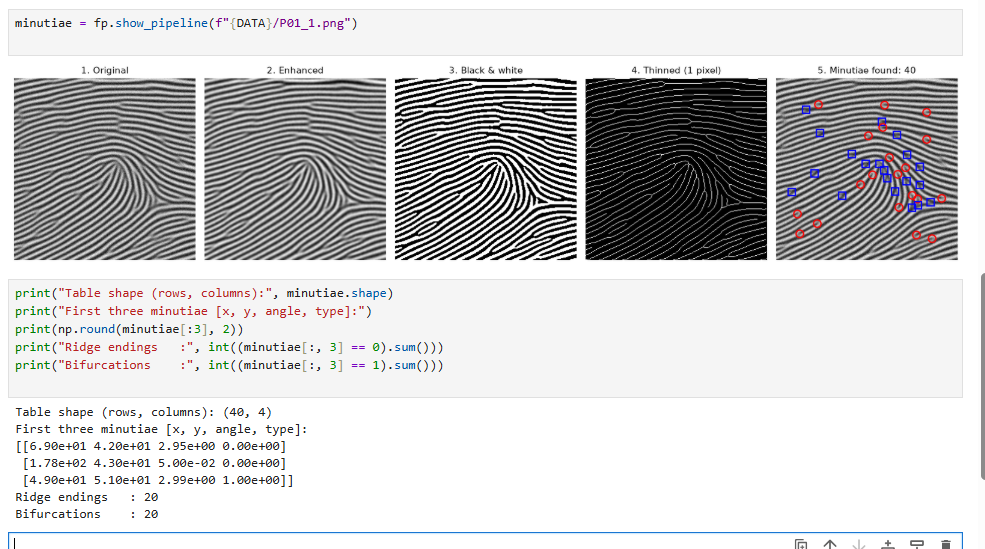 minutiae = fp.show_pipeline(f"{DATA}/P01_1.png")
1. Original
2. Enhanced
3. Black & white
4. Thinned (1 pixel)
5. Minutiae found: 40
print("Table shape (rows, columns):", minutiae.shape)
print("First three minutiae [x, y, angle, type]:")
print(np.round(minutiae[:3], 2))
print("Ridge endings   :", int((minutiae[:, 3] == 0).sum()))
print("Bifurcations    :", int((minutiae[:, 3] == 1).sum()))
Table shape (rows, columns): (40, 4)
First three minutiae [x, y, angle, type]:
[[6.90e+01 4.20e+01 2.95e+00 0.00e+00]
 [1.78e+02 4.30e+01 5.00e-02 0.00e+00]
 [4.90e+01 5.10e+01 2.99e+00 1.00e+00]]
Ridge endings   : 20
Bifurcations    : 20